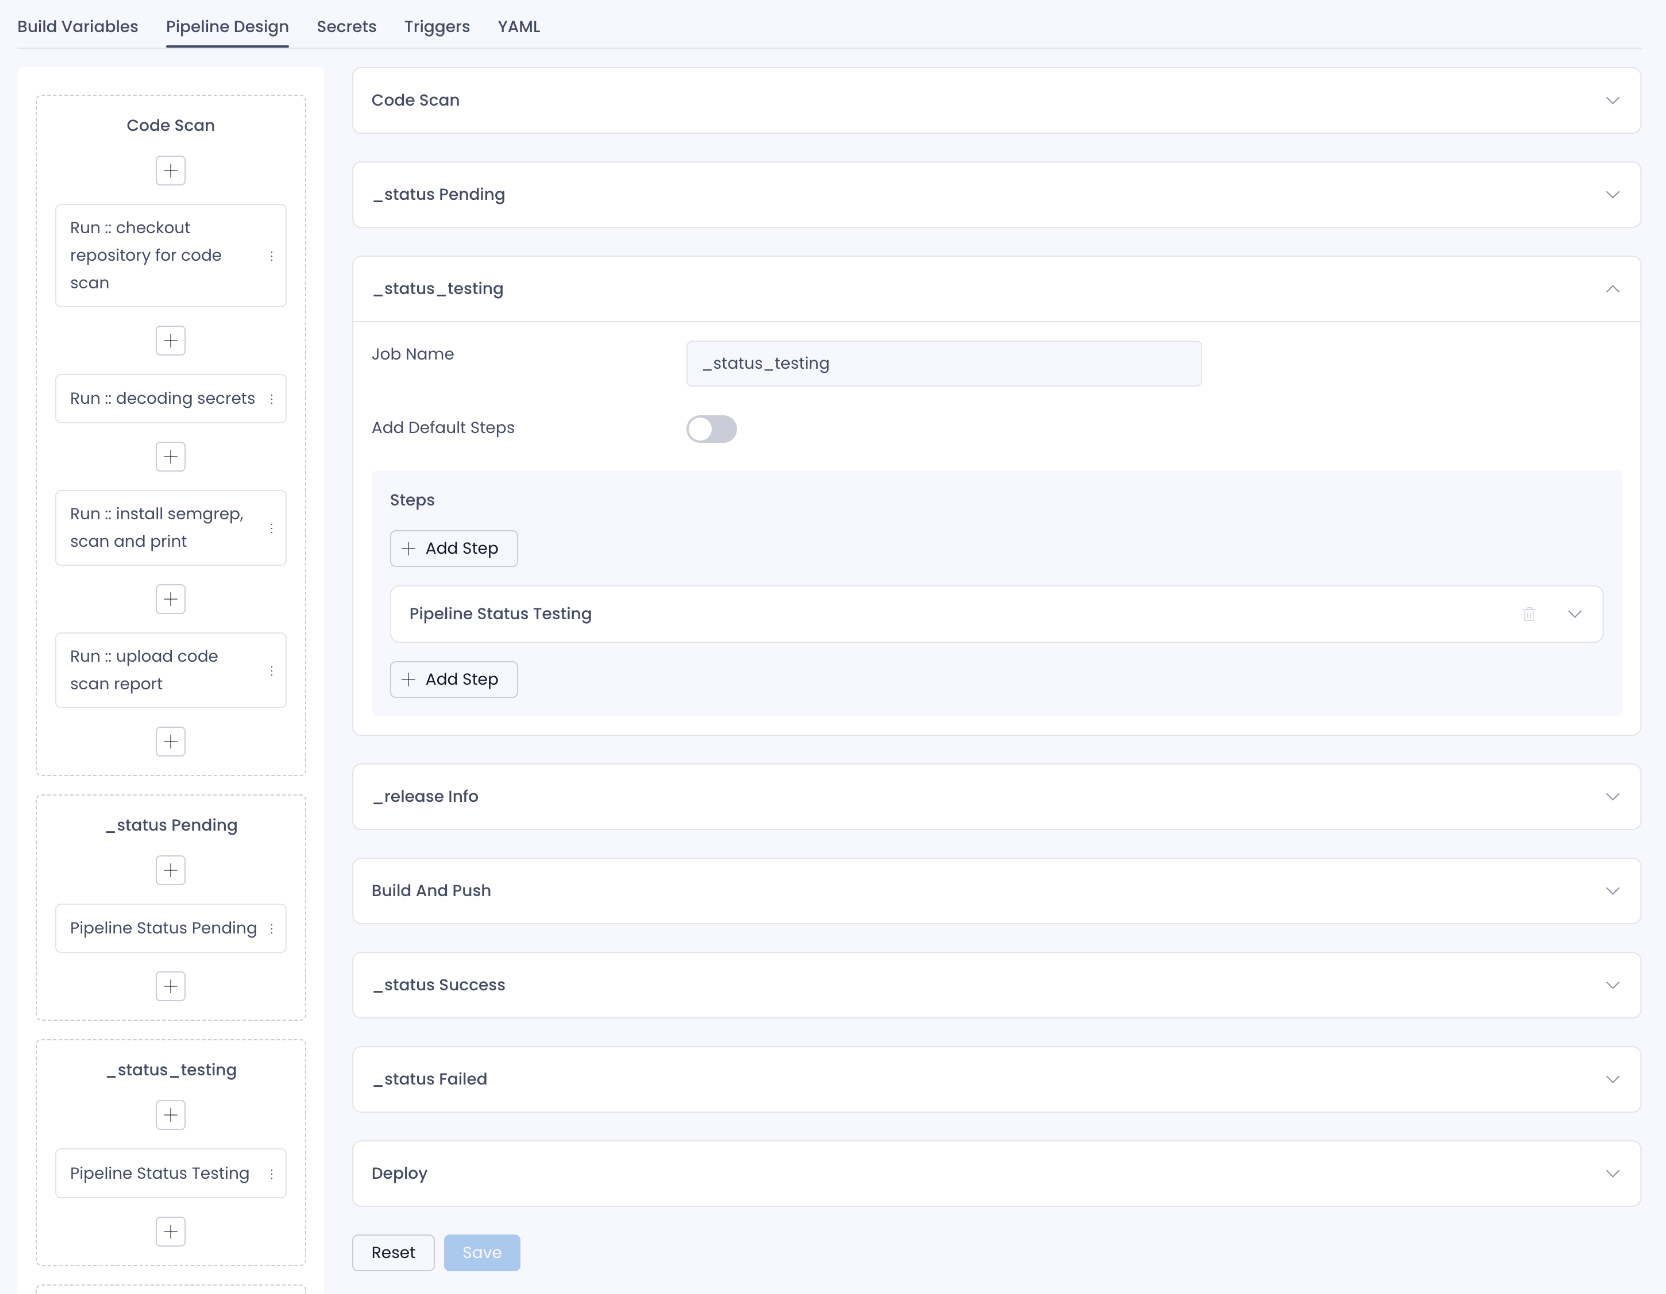 Build Variables
Pipeline Design
Secrets
Triggers
YAML
Code Scan
Run :: checkout
repository for code
scan
Run :: decoding secrets
Run :: install semgrep,
scan and print
Run :: upload code
scan report
_status Pending
Pipeline Status Pending
_status_testing
Pipeline Status Testing
Code Scan
_status Pending
_status_testing
Job Name
_status_testing
Add Default Steps
Steps
Add Step
Pipeline Status Testing
Add Step
_release Info
Build And Push
_status Success
_status Failed
Deploy
Reset
Save